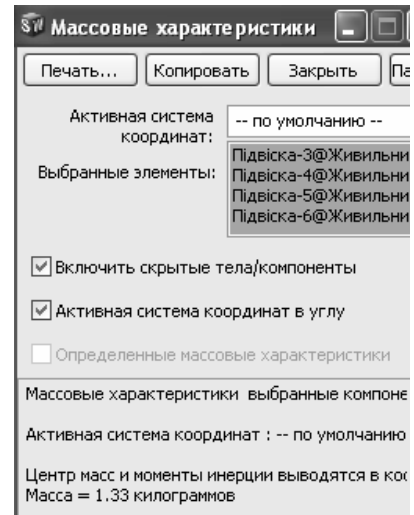 Массовые характеристики
Печать... Копировать Закрыть
Активная система координат: -- по умолчанию --
Выбранные элементы:
Підвіска-3@Живильни
Підвіска-4@Живильни
Підвіска-5@Живильни
Підвіска-6@Живильни
Включить скрытые тела/компоненты
Активная система координат в углу
Определенные массовые характеристики
Массовые характеристики выбранные компоне
Активная система координат : -- по умолчанию
Центр масс и моменты инерции выводятся в коо
Масса = 1.33 килограммов